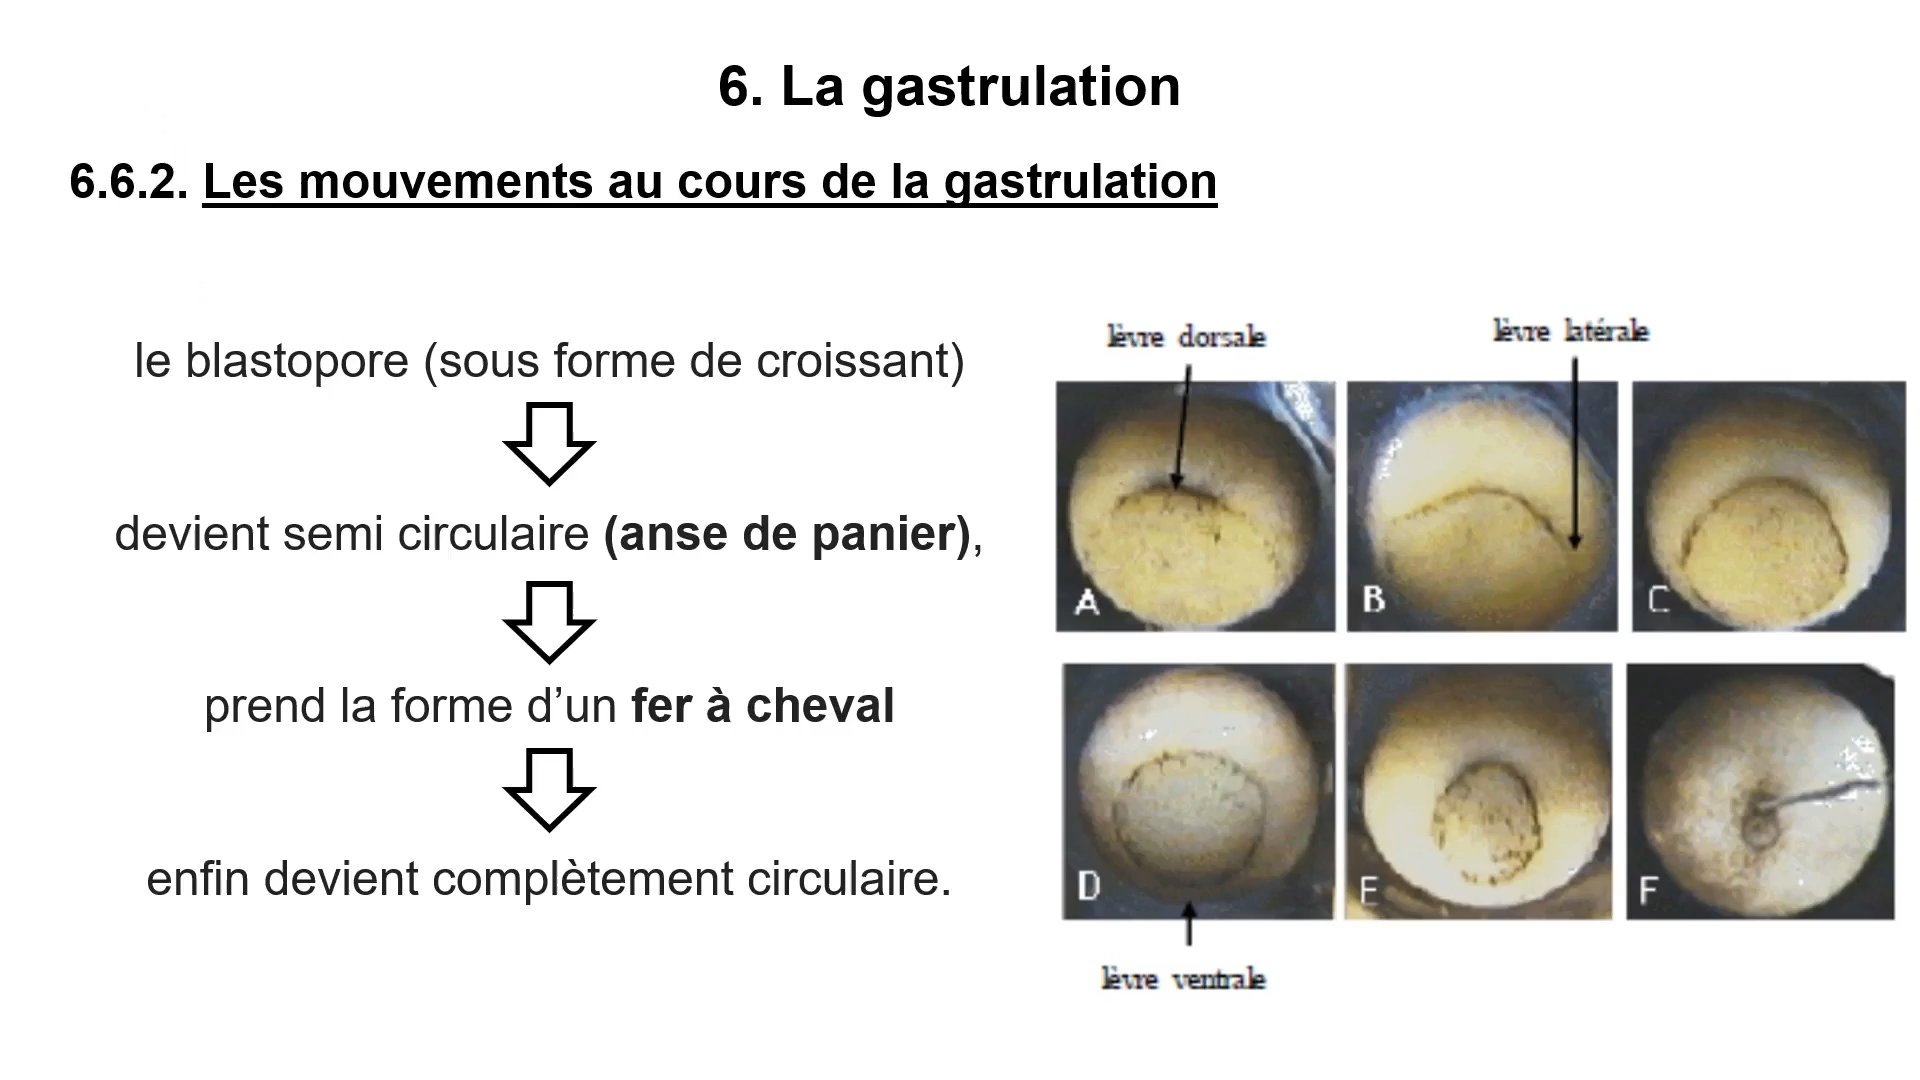 6. La gastrulation
6.6.2. Les mouvements au cours de la gastrulation
le blastopore (sous forme de croissant)
devient semi circulaire (anse de panier),
prend la forme d’un fer à cheval
enfin devient complètement circulaire.
lèvre dorsale
lèvre latérale
A
B
C
D
E
F
lèvre ventrale